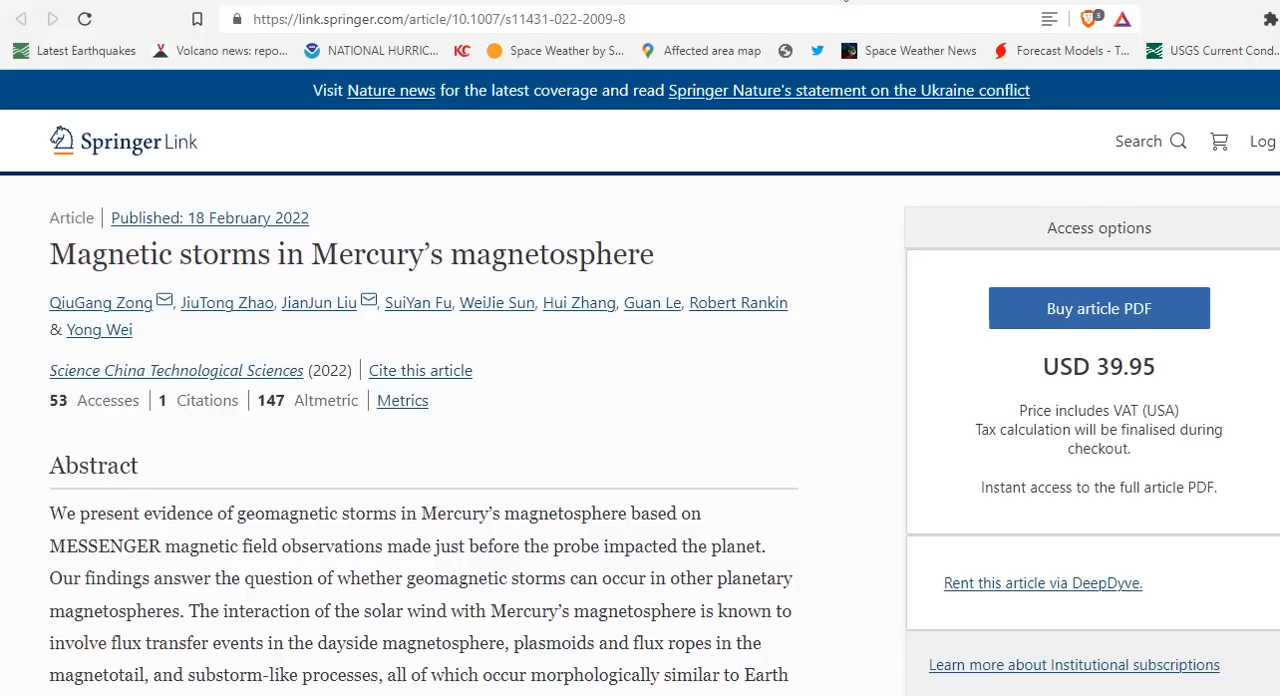 https://link.springer.com/article/10.1007/s11431-022-2009-8
3
Latest Earthquakes Volcano news: repo... NATIONAL HURRIC... KC Space Weather by S... Affected area map Space Weather News Forecast Models - T... USGS Current Cond...
Visit Nature news for the latest coverage and read Springer Nature's statement on the Ukraine conflict
Springer Link
Search
Log
Article | Published: 18 February 2022
Magnetic storms in Mercury's magnetosphere
QiuGang Zong, JiuTong Zhao, JianJun Liu, SuiYan Fu, WeiJie Sun, Hui Zhang, Guan Le, Robert Rankin
& Yong Wei
Science China Technological Sciences (2022) | Cite this article
53 Accesses | 1 Citations | 147 Altmetric | Metrics
Abstract
We present evidence of geomagnetic storms in Mercury's magnetosphere based on
MESSENGER magnetic field observations made just before the probe impacted the planet.
Our findings answer the question of whether geomagnetic storms can occur in other planetary
magnetospheres. The interaction of the solar wind with Mercury's magnetosphere is known to
involve flux transfer events in the dayside magnetosphere, plasmoids and flux ropes in the
magnetotail, and substorm-like processes, all of which occur morphologically similar to Earth
Access options
Buy article PDF
USD 39.95
Price includes VAT (USA)
Tax calculation will be finalised during
checkout.
Instant access to the full article PDF.
Rent this article via DeepDyve.
Learn more about Institutional subscriptions